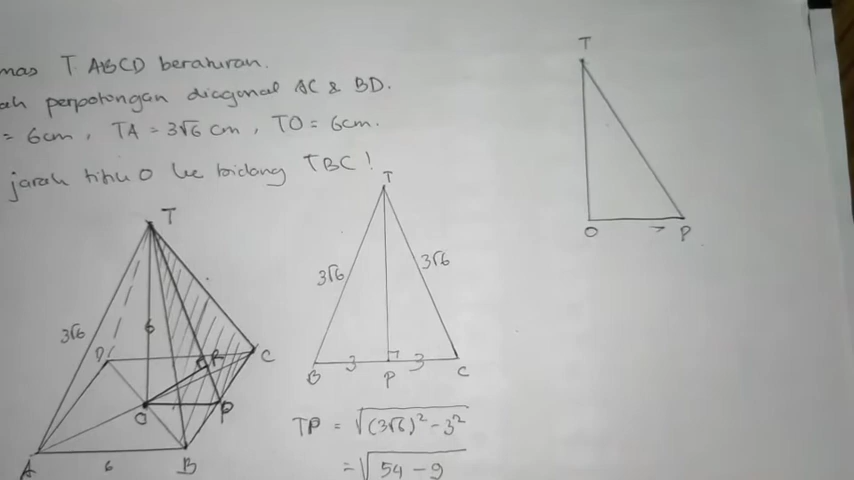 mas T ABCD beraturan.
ah perpotongan diagonal AC & BD.
= 6cm, TA = 3√6 cm, TO = 6cm.
jarak titik O ke bidang TBC!
T
3√6
6
D
R
C
O
P
A
6
B
T
3√6
3√6
B
3
P
3
C
TP = √(3√6)² - 3²
= √54 - 9
T
O
P